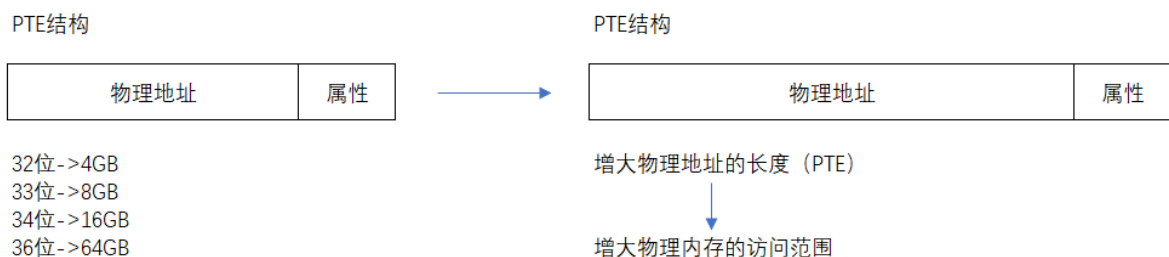 PTE结构
物理地址
属性
32位->4GB
33位->8GB
34位->16GB
36位->64GB
PTE结构
物理地址
属性
增大物理地址的长度（PTE）
增大物理内存的访问范围